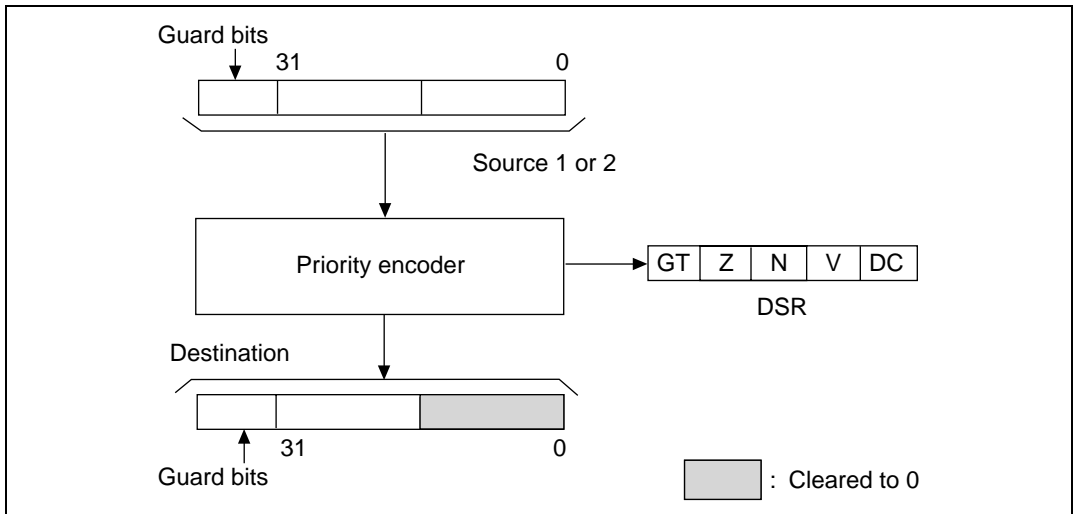 Guard bits
31 0
Source 1 or 2
Priority encoder
GT Z N V DC
DSR
Destination
31 0
Guard bits
: Cleared to 0